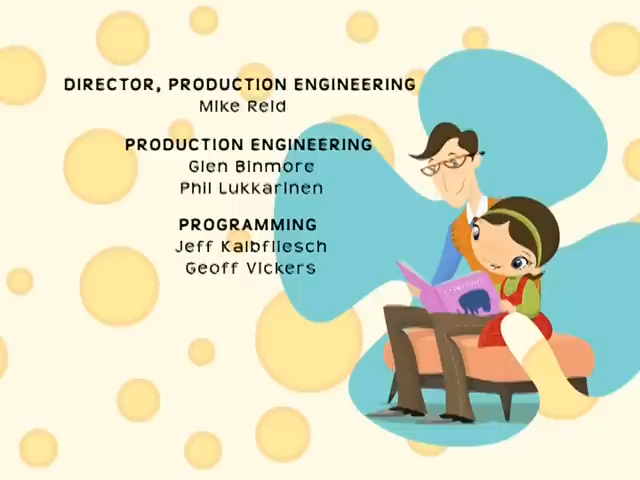 DIRECTOR, PRODUCTION ENGINEERING
Mike Reid
PRODUCTION ENGINEERING
Glen Binmore
Phil Lukkarinen
PROGRAMMING
Jeff Kalbfliesch
Geoff Vickers